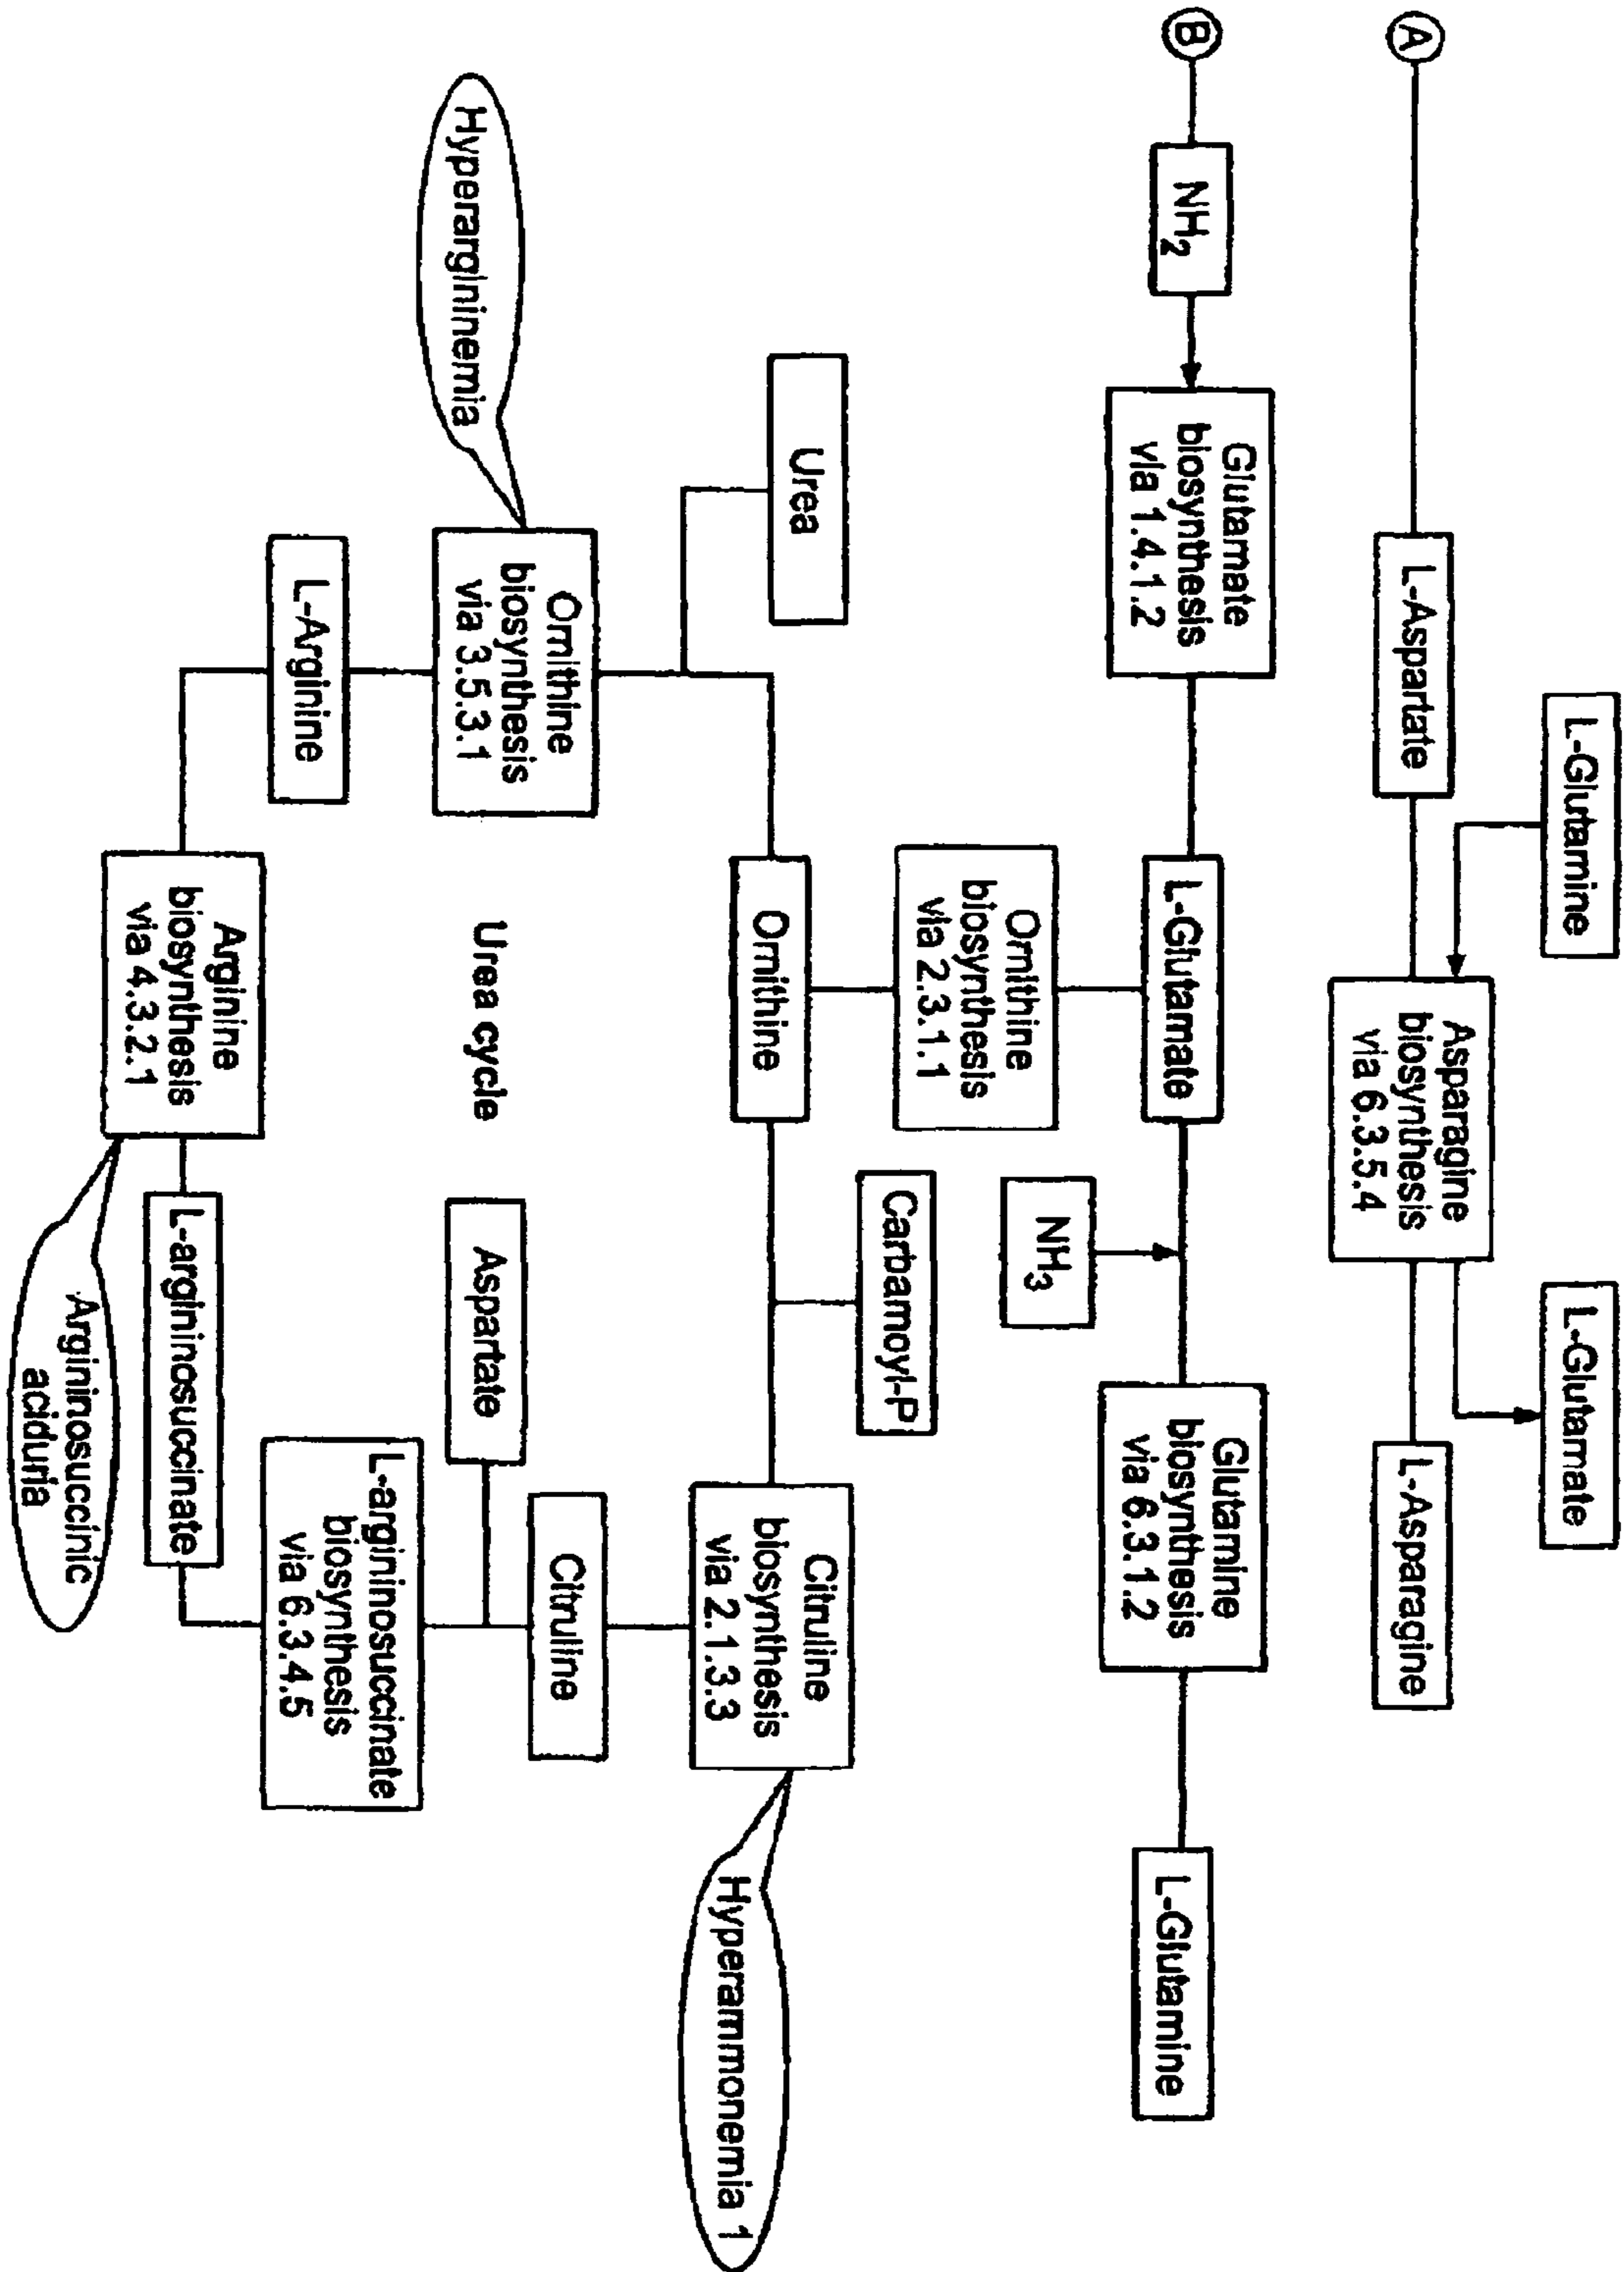 A
L-Aspartate
L-Glutamine
Asparagine
biosynthesis
via 6.3.5.4
L-Glutamate
L-Asparagine
B
NH2
Glutamate
biosynthesis
via 1.4.1.2
L-Glutamate
NH3
Glutamine
biosynthesis
via 6.3.1.2
L-Glutamine
Ornithine
biosynthesis
via 2.3.1.1
Urea
Ornithine
Carbamoyl-P
Citruline
biosynthesis
via 2.1.3.3
Hyperammonemia 1
Hyperargininemia
Ornithine
biosynthesis
via 3.5.3.1
Urea cycle
Aspartate
Citruline
L-Arginine
L-argininosuccinate
biosynthesis
via 6.3.4.5
Arginine
biosynthesis
via 4.3.2.1
L-argininosuccinate
Argininosuccinic
aciduria